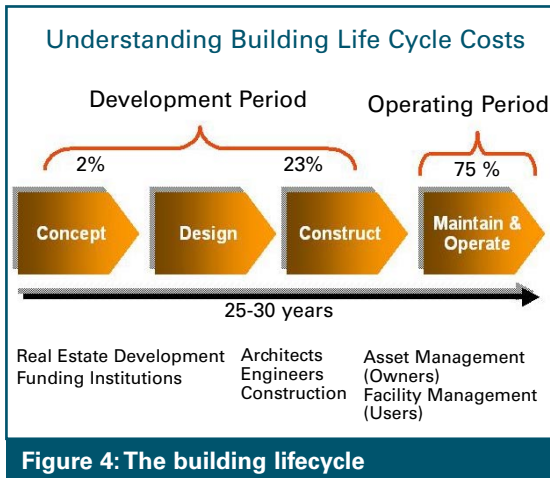 Understanding Building Life Cycle Costs
Development Period
Operating Period
2%
23%
75 %
Concept
Design
Construct
Maintain &
Operate
25-30 years
Real Estate Development
Funding Institutions
Architects
Engineers
Construction
Asset Management
(Owners)
Facility Management
(Users)
Figure 4: The building lifecycle